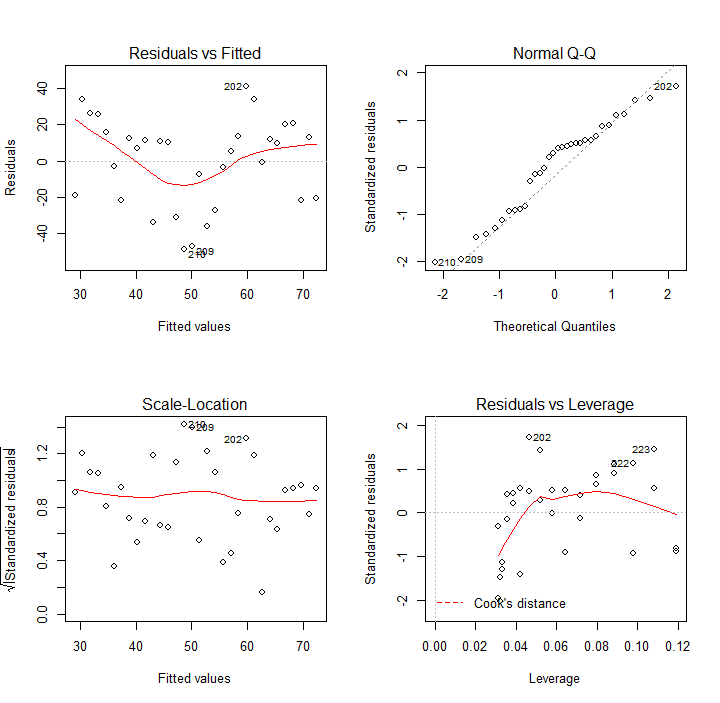 Residuals vs Fitted
Residuals
40
20
0
-20
-40
202
210
209
30 40 50 60 70
Fitted values
Normal Q-Q
Standardized residuals
2
1
0
-1
-2
202
210
209
-2 -1 0 1 2
Theoretical Quantiles
Scale-Location
√|Standardized residuals|
1.2
0.8
0.4
0.0
210
209
202
30 40 50 60 70
Fitted values
Residuals vs Leverage
Standardized residuals
2
1
0
-1
-2
202
223
222
Cook's distance
0.00 0.02 0.04 0.06 0.08 0.10 0.12
Leverage